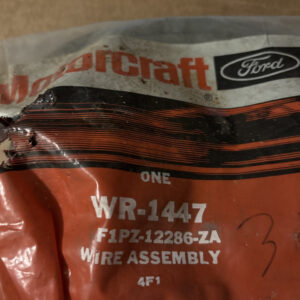 Motorcraft
Ford
ONE
WR-1447
F1PZ-12286-ZA
WIRE ASSEMBLY
4F1
3